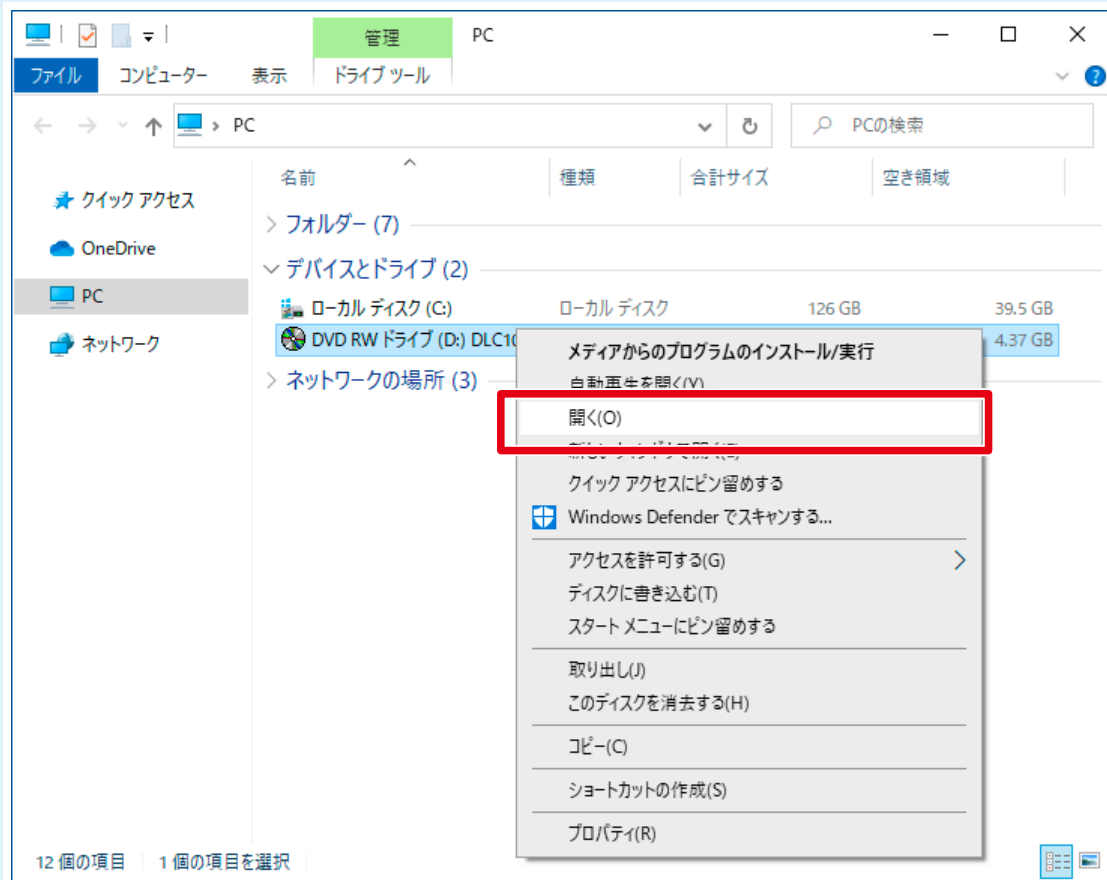 管理 PC
ファイル コンピューター 表示 ドライブ ツール
PC PCの検索
名前 種類 合計サイズ 空き領域
クイック アクセス
フォルダー (7)
OneDrive
デバイスとドライブ (2)
PC
ローカル ディスク (C:) ローカル ディスク 126 GB 39.5 GB
DVD RW ドライブ (D:) 4.37 GB
ネットワーク
ネットワークの場所 (3)
メディアからのプログラムのインストール/実行
自動再生を開く(Y)...
開く(O)
クイック アクセスにピン留めする
Windows Defender でスキャンする...
アクセスを許可する(G)
ディスクに書き込む(T)
スタート メニューにピン留めする
取り出し(J)
このディスクを消去する(H)
コピー(C)
ショートカットの作成(S)
プロパティ(R)
12 個の項目 1 個の項目を選択